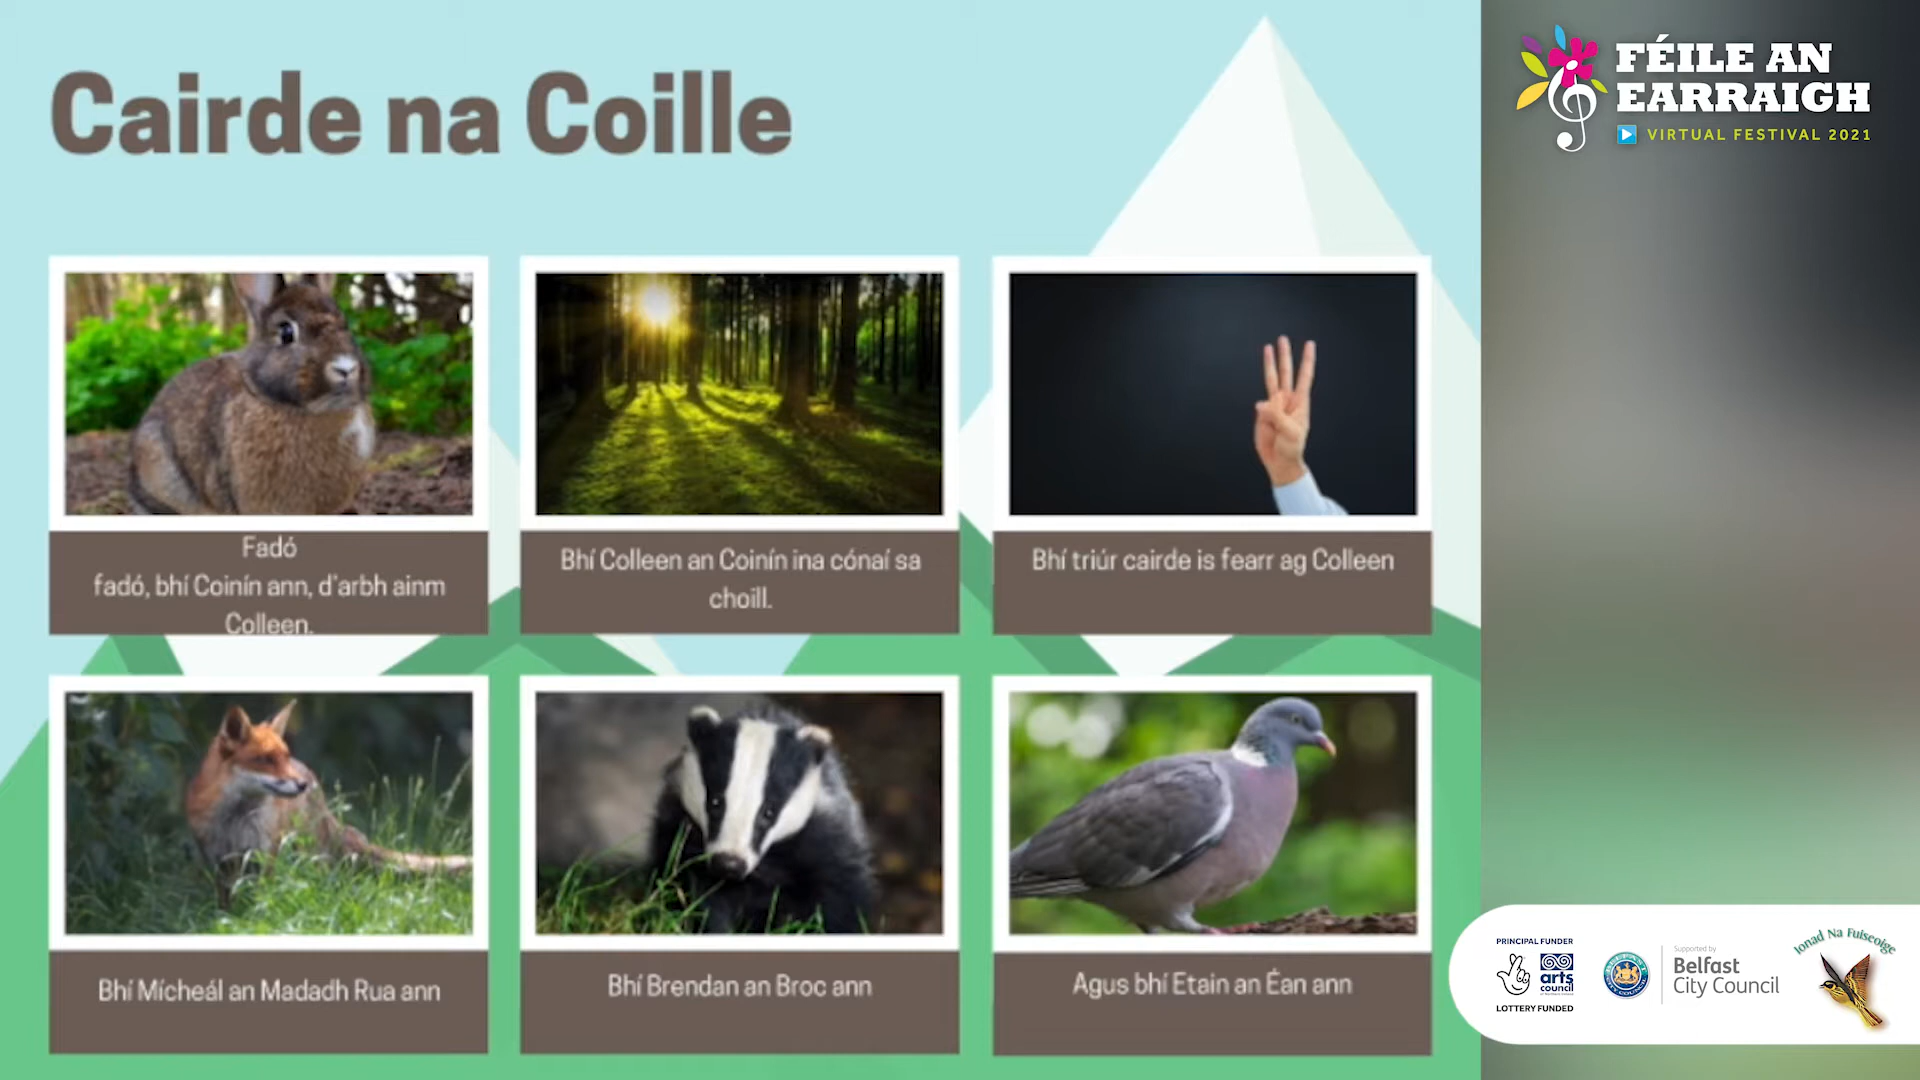 Cairde na Coille
Fadó
fadó, bhí Coinín ann, d'arbh ainm
Colleen.
Bhí Colleen an Coinín ina cónaí sa
choill.
Bhí triúr cairde is fearr ag Colleen
Bhí Mícheál an Madadh Rua ann
Bhí Brendan an Broc ann
Agus bhí Etain an Éan ann
FÉILE AN
EARRAIGH
VIRTUAL FESTIVAL 2021
PRINCIPAL FUNDER
arts
council
LOTTERY FUNDED
Supported by
Belfast
City Council
Ionad Na Fuiseoige